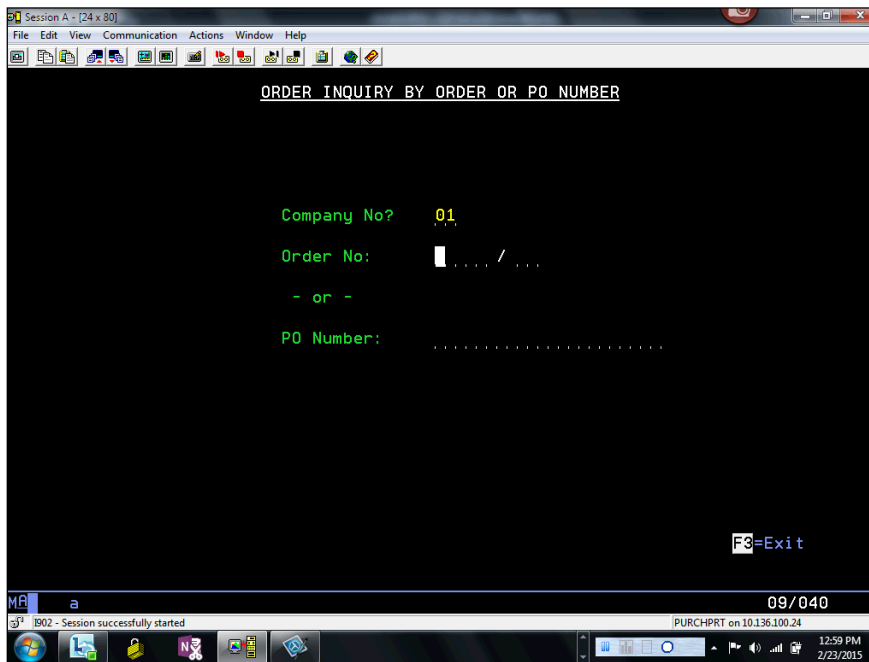 Session A - [24 x 80]
File Edit View Communication Actions Window Help
ORDER INQUIRY BY ORDER OR PO NUMBER
Company No? 01
Order No: /
- or -
PO Number:
F3=Exit
MA a 09/040
I902 - Session successfully started PURCHPRT on 10.136.100.24
12:59 PM
2/23/2015